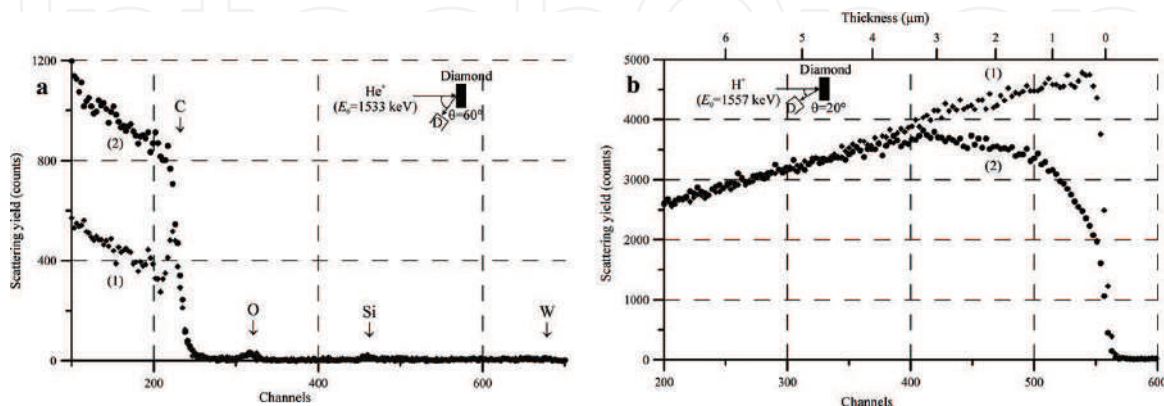 Thickness (μm)
6 5 4 3 2 1 0
a
1200
800
400
0
Scattering yield (counts)
C
(2)
(1)
Diamond
He⁺
(E₀=1533 keV)
D θ=60°
O
Si
W
200 400 600
Channels
b
5000
4000
3000
2000
1000
0
Scattering yield (counts)
Diamond
H⁺
(E₀=1557 keV)
D θ=20°
(1)
(2)
200 300 400 500 600
Channels